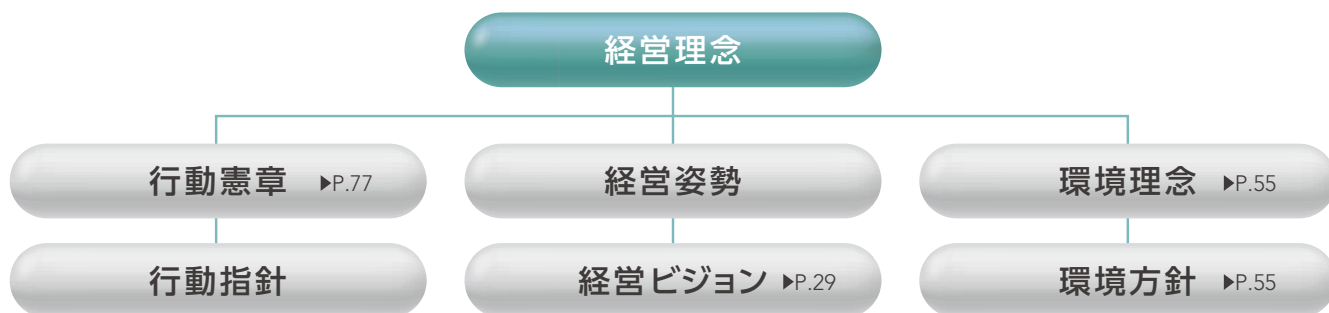 経営理念
行動憲章 ▶P.77
経営姿勢
環境理念 ▶P.55
行動指針
経営ビジョン ▶P.29
環境方針 ▶P.55